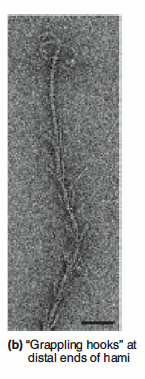 (b) “Grappling hooks” at
distal ends of hami